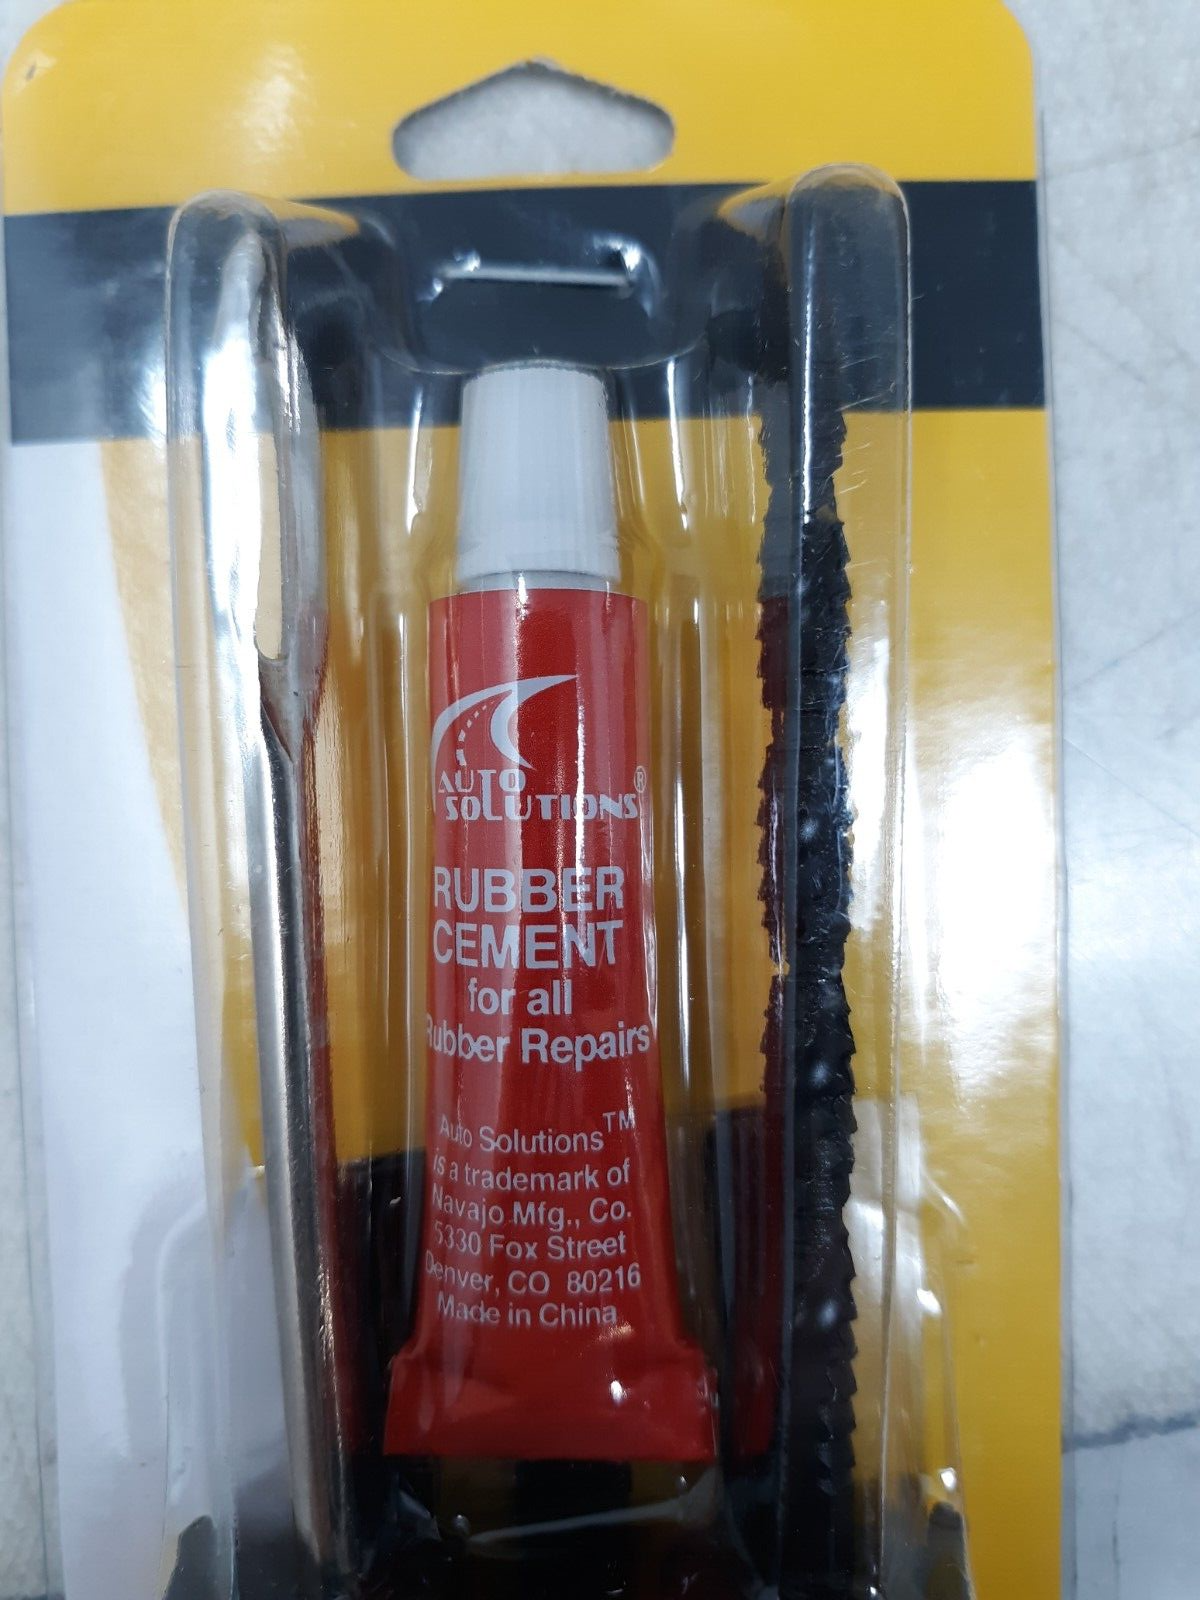 AUTO
SOLUTIONS®
RUBBER
CEMENT
for all
Rubber Repairs
Auto Solutions™
is a trademark of
Navajo Mfg., Co.
5330 Fox Street
Denver, CO 80216
Made in China